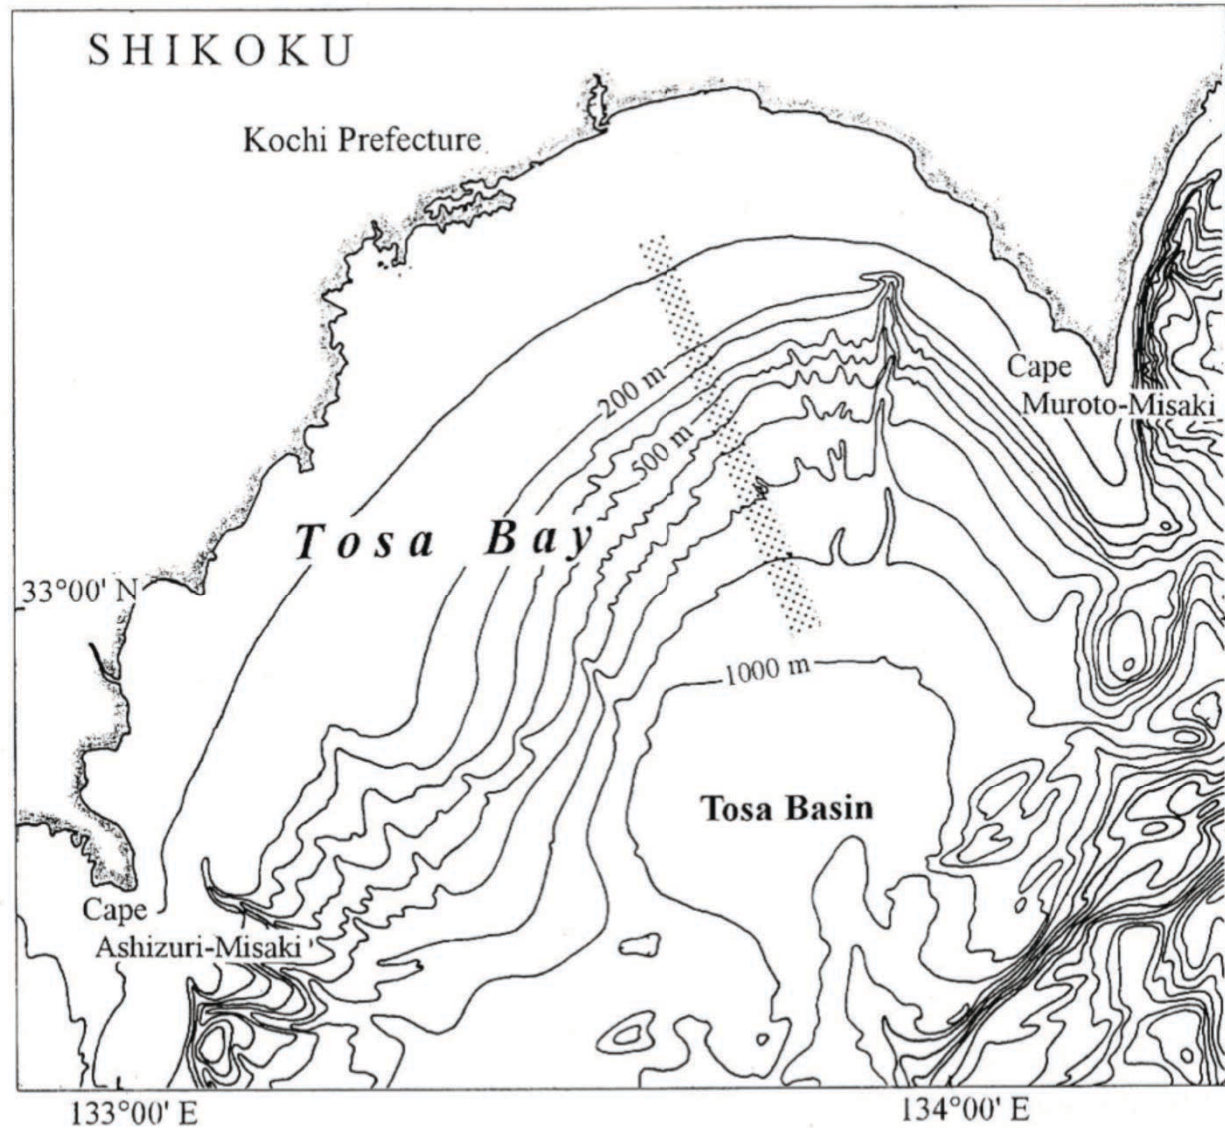 SHIKOKU
Kochi Prefecture
Cape
Muroto-Misaki
200 m
500 m
Tosa Bay
33°00' N
1000 m
Tosa Basin
Cape
Ashizuri-Misaki
133°00' E
134°00' E